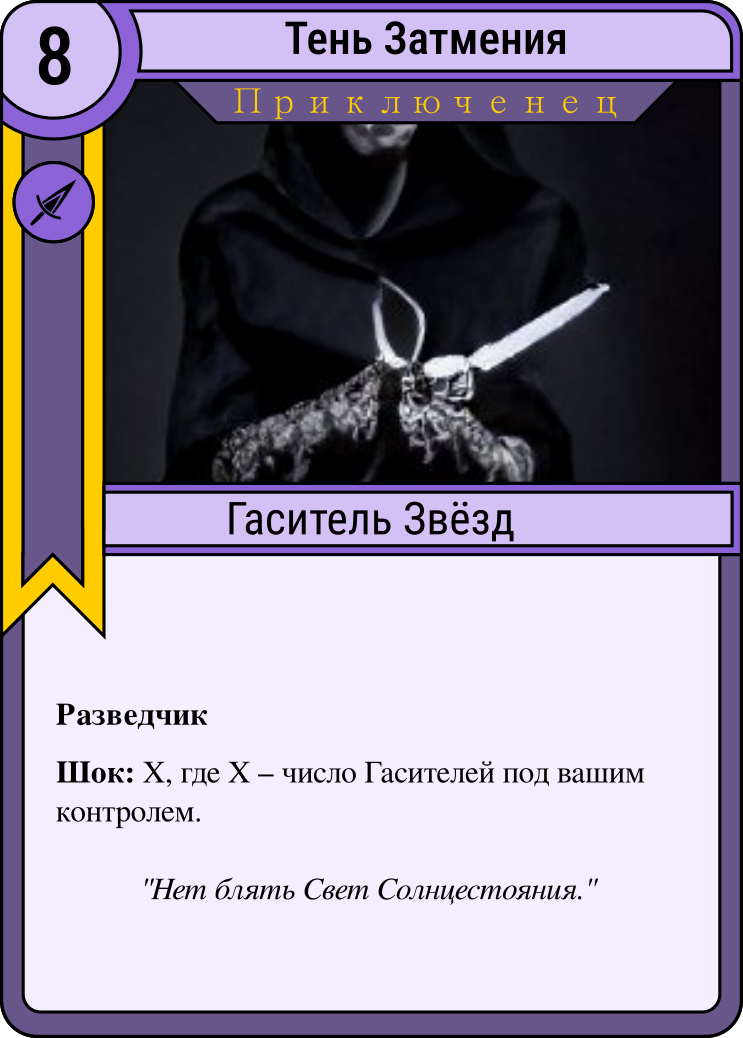 8
Тень Затмения
Приключенец
Гаситель Звёзд
Разведчик
Шок: X, где X – число Гасителей под вашим
контролем.
"Нет блять Свет Солнцестояния."